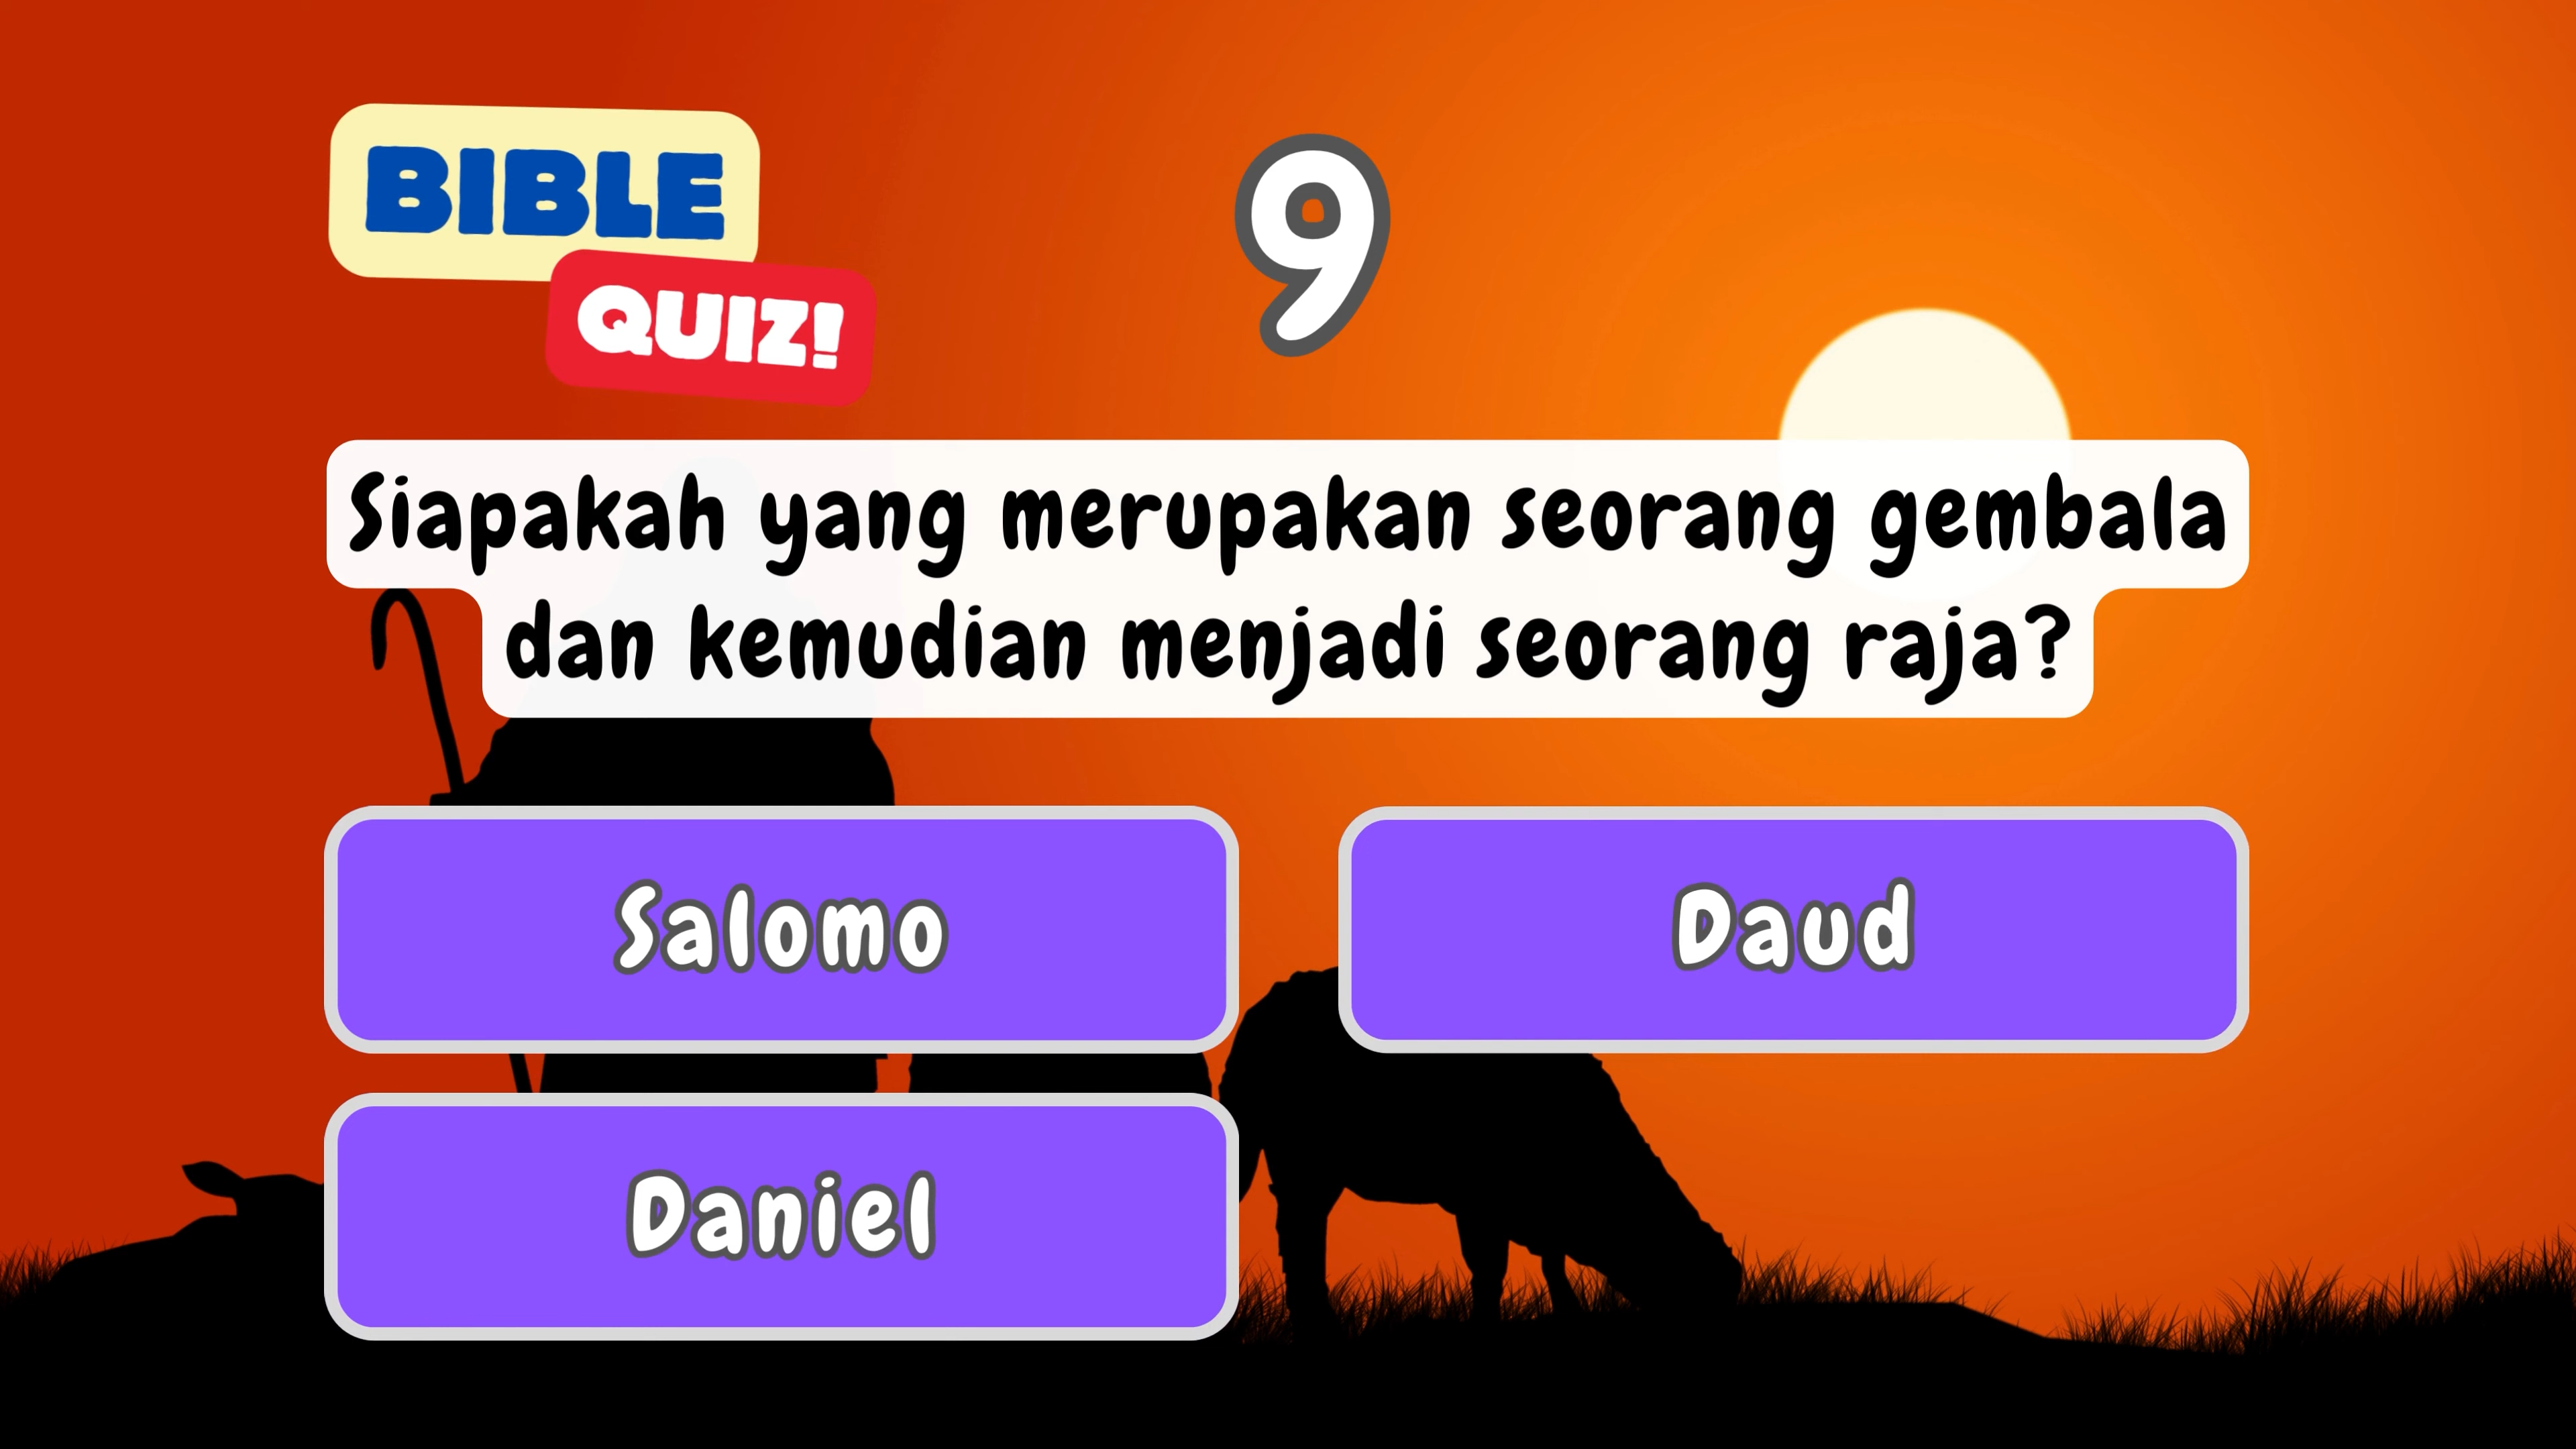 BIBLE
QUIZ!
9
Siapakah yang merupakan seorang gembala
dan kemudian menjadi seorang raja?
Salomo
Daud
Daniel